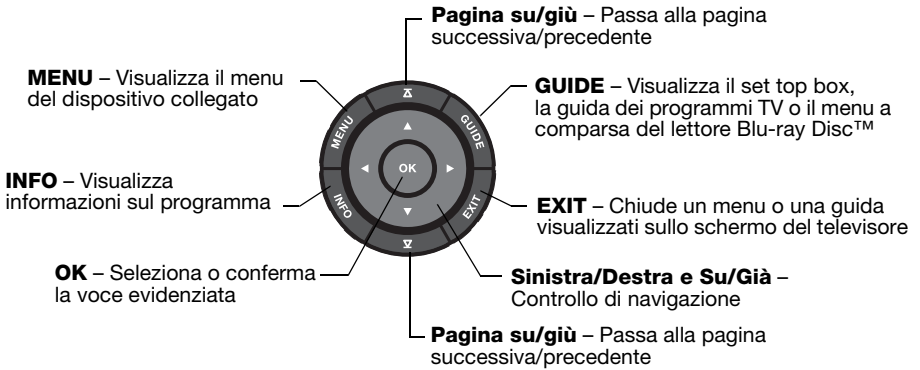 Pagina su/giù – Passa alla pagina
successiva/precedente
MENU – Visualizza il menu
del dispositivo collegato
GUIDE – Visualizza il set top box,
la guida dei programmi TV o il menu a
comparsa del lettore Blu-ray Disc™
MENU
GUIDE
OK
INFO
EXIT
INFO – Visualizza
informazioni sul programma
EXIT – Chiude un menu o una guida
visualizzati sullo schermo del televisore
OK – Seleziona o conferma
la voce evidenziata
Sinistra/Destra e Su/Già –
Controllo di navigazione
Pagina su/giù – Passa alla pagina
successiva/precedente